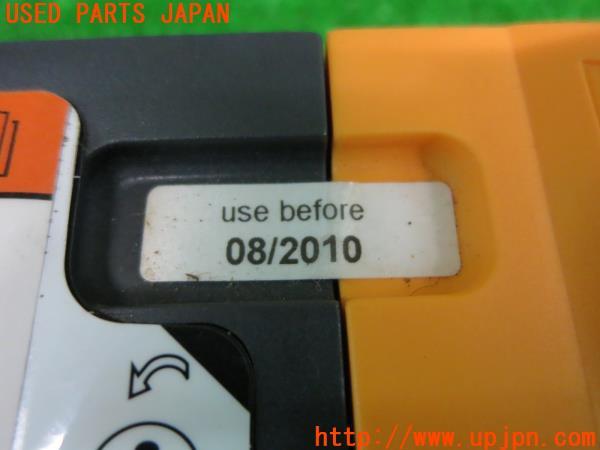 USED PARTS JAPAN
use before
08/2010
http://www.upjpn.com/